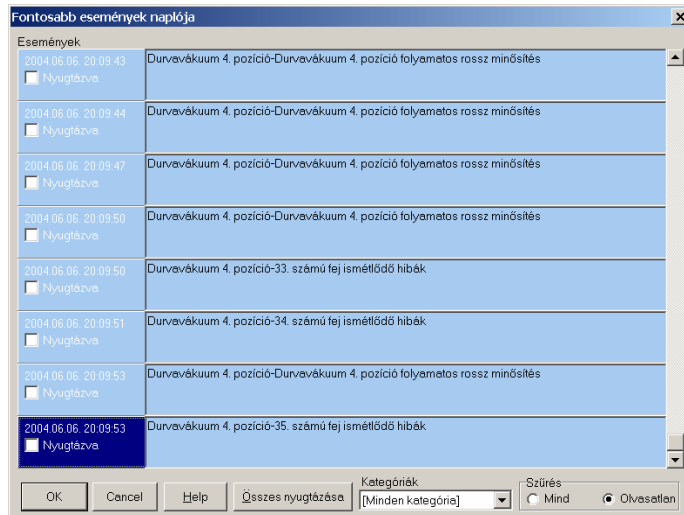 Fontosabb események naplója
Események
2004.06.06. 20:09:43 Durvavákuum 4. pozíció-Durvavákuum 4. pozíció folyamatos rossz minősítés
Nyugtázva
2004.06.06. 20:09:44 Durvavákuum 4. pozíció-Durvavákuum 4. pozíció folyamatos rossz minősítés
Nyugtázva
2004.06.06. 20:09:47 Durvavákuum 4. pozíció-Durvavákuum 4. pozíció folyamatos rossz minősítés
Nyugtázva
2004.06.06. 20:09:50 Durvavákuum 4. pozíció-Durvavákuum 4. pozíció folyamatos rossz minősítés
Nyugtázva
2004.06.06. 20:09:50 Durvavákuum 4. pozíció-33. számú fej ismétlődő hibák
Nyugtázva
2004.06.06. 20:09:51 Durvavákuum 4. pozíció-34. számú fej ismétlődő hibák
Nyugtázva
2004.06.06. 20:09:53 Durvavákuum 4. pozíció-Durvavákuum 4. pozíció folyamatos rossz minősítés
Nyugtázva
2004.06.06. 20:09:53 Durvavákuum 4. pozíció-35. számú fej ismétlődő hibák
Nyugtázva
Kategóriák Szűrés
OK Cancel Help Összes nyugtázása [Minden kategória] Mind Olvasatlan